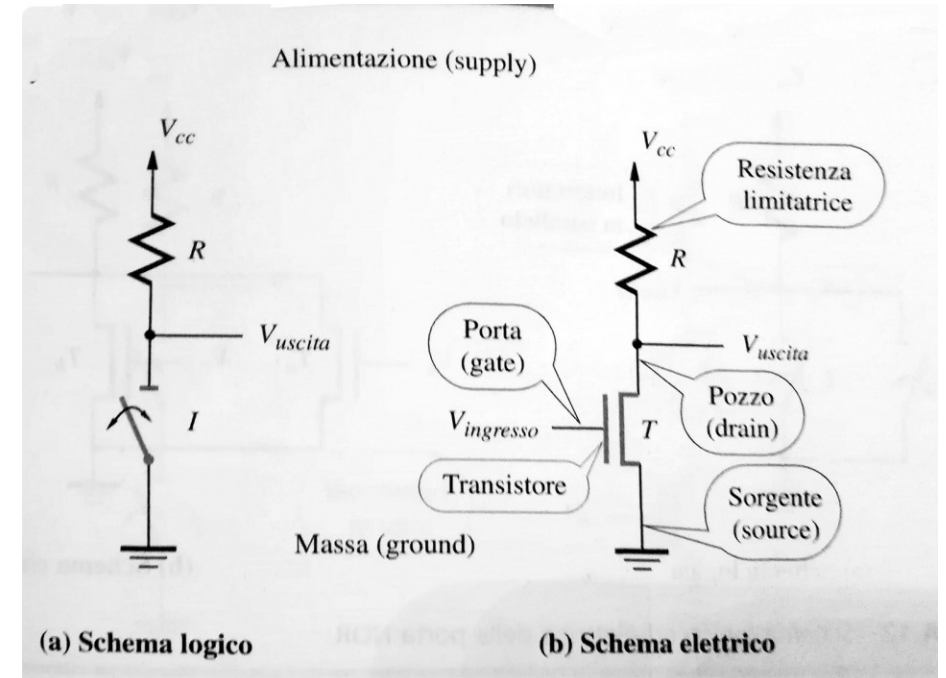 Alimentazione (supply)
Vcc
R
Vuscita
I
Vcc
Resistenza
limitatrice
R
Porta
(gate)
Vuscita
Pozzo
(drain)
Vingresso
T
Transistore
Sorgente
(source)
Massa (ground)
(a) Schema logico
(b) Schema elettrico